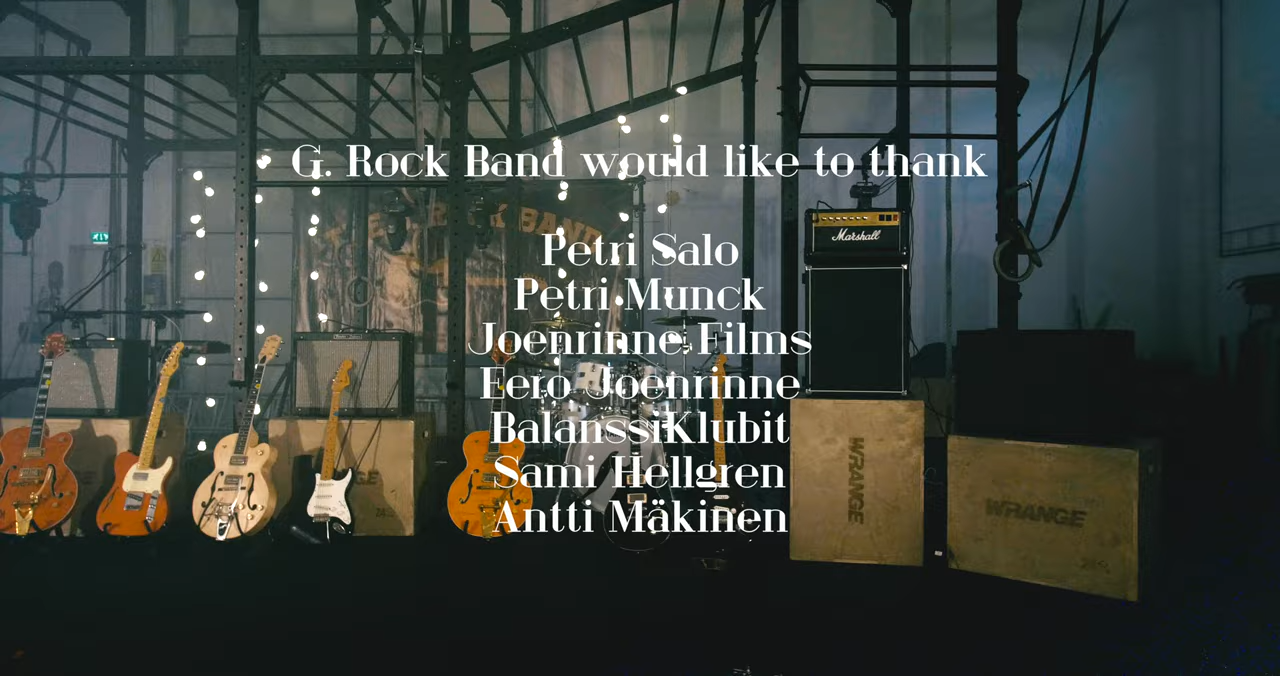 G. Rock Band would like to thank
Petri Salo
Petri Munck
Joenrinne Films
Eero Joenrinne
BalanssiKlubit
Sami Hellgren
Antti Mäkinen
Marshall
WRANGE
WRANGE